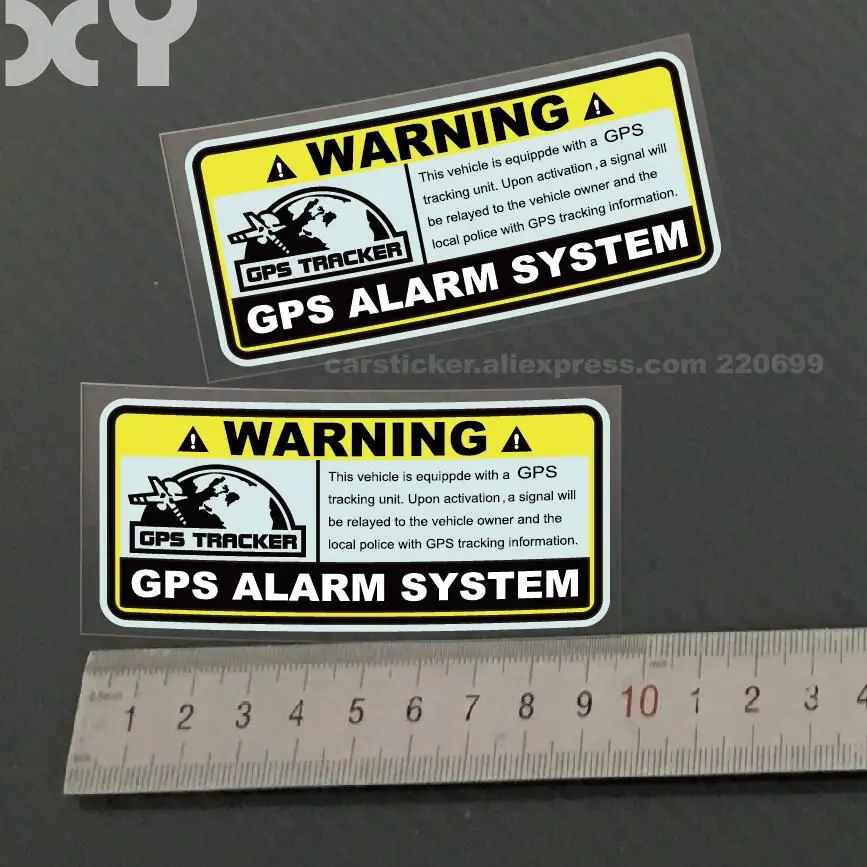 XY
WARNING
This vehicle is equippde with a GPS
tracking unit. Upon activation, a signal will
be relayed to the vehicle owner and the
local police with GPS tracking information.
GPS TRACKER
GPS ALARM SYSTEM
carsticker.aliexpress.com 220699
WARNING
This vehicle is equippde with a GPS
tracking unit. Upon activation, a signal will
be relayed to the vehicle owner and the
local police with GPS tracking information.
GPS TRACKER
GPS ALARM SYSTEM
0.5mm
1 2 3 4 5 6 7 8 9 10 1 2 3 4